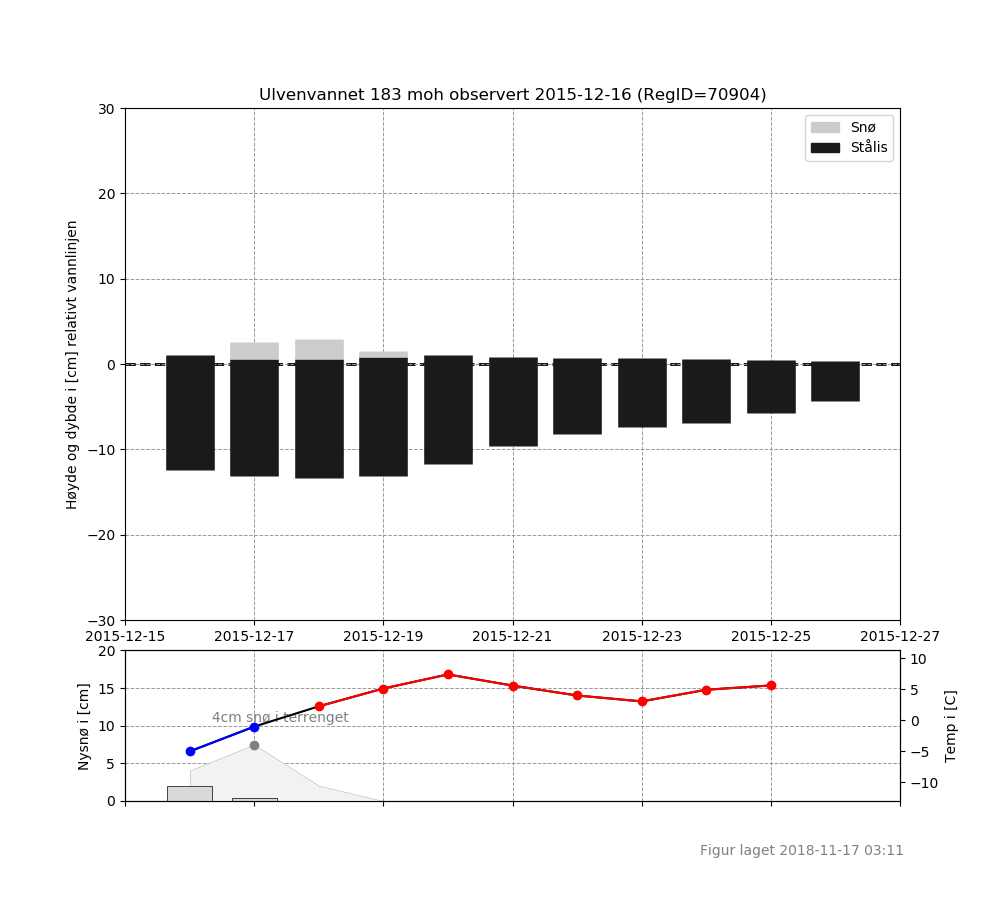 Ulvenvannet 183 moh observert 2015-12-16 (RegID=70904)
Snø
Stålis
Høyde og dybde i [cm] relativt vannlinjen
30
20
10
0
−10
−20
−30
2015-12-15 2015-12-17 2015-12-19 2015-12-21 2015-12-23 2015-12-25 2015-12-27
Nysnø i [cm]
20
15
10
5
0
4cm snø i terrenget
10
5
0
−5
−10
Temp i [C]
Figur laget 2018-11-17 03:11